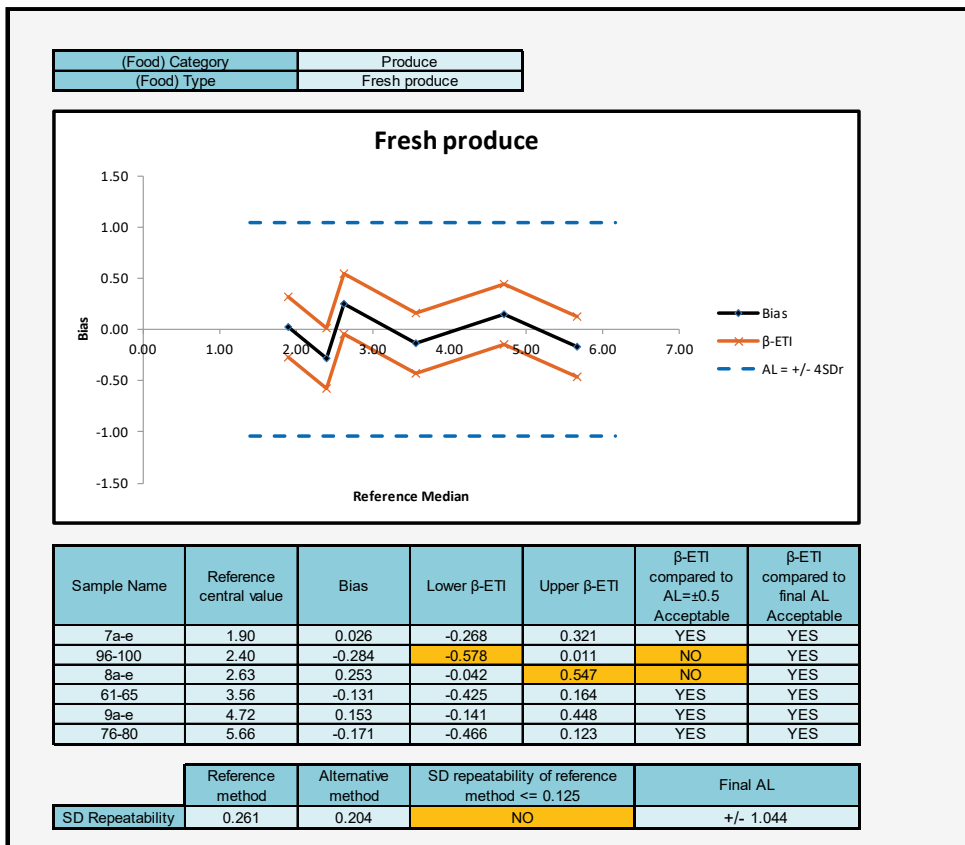 (Food) Category Produce
(Food) Type Fresh produce
Fresh produce
1.50
1.00
0.50
0.00
-0.50
-1.00
-1.50
0.00 1.00 2.00 3.00 4.00 5.00 6.00 7.00
Bias
Reference Median
Bias
β-ETI
AL = +/- 4SDr
Sample Name Reference central value Bias Lower β-ETI Upper β-ETI β-ETI compared to AL=±0.5 Acceptable β-ETI compared to final AL Acceptable
7a-e 1.90 0.026 -0.268 0.321 YES YES
96-100 2.40 -0.284 -0.578 0.011 NO YES
8a-e 2.63 0.253 -0.042 0.547 NO YES
61-65 3.56 -0.131 -0.425 0.164 YES YES
9a-e 4.72 0.153 -0.141 0.448 YES YES
76-80 5.66 -0.171 -0.466 0.123 YES YES
Reference method Alternative method SD repeatability of reference method <= 0.125 Final AL
SD Repeatability 0.261 0.204 NO +/- 1.044